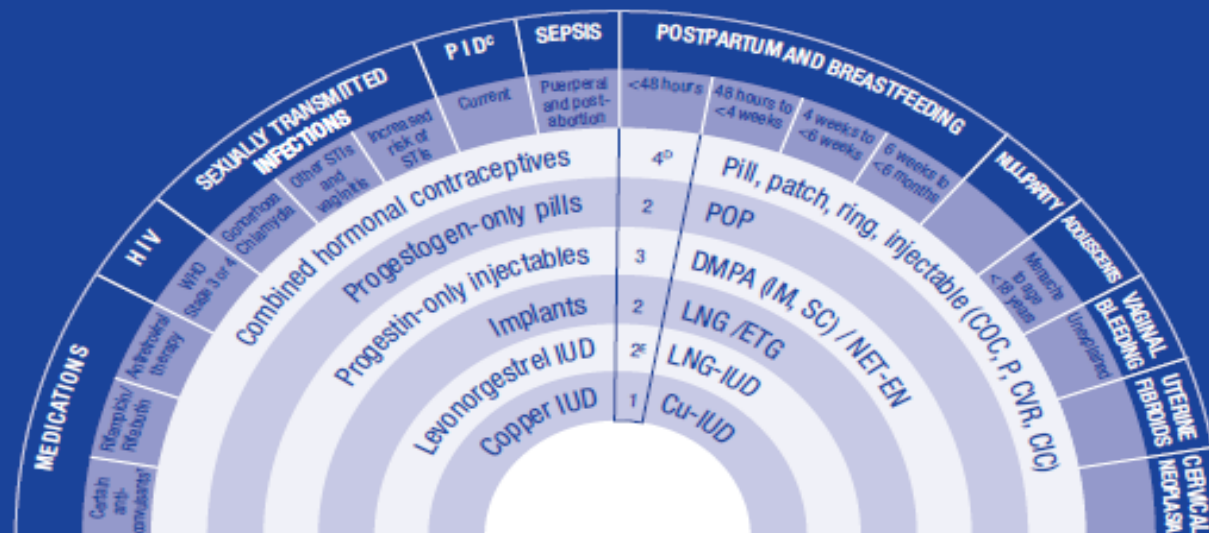 MEDICATIONS
HIV
SEXUALLY TRANSMITTED
INFECTIONS
PIDᶜ
SEPSIS
POSTPARTUM AND BREASTFEEDING
NULLIPARITY
ADOLESCENTS
VAGINAL
BLEEDING
UTERINE
FIBROIDS
CERVICAL
NEOPLASIA
Certain
anti-
convulsants
Rifampicin/
Rifabutin
Antiretroviral
therapy
WHO
Stage 3 or 4
Gonorrhoea
Chlamydia
Other STIs
and
vaginitis
Increased
risk of
STIs
Current
Puerperal
and post-
abortion
<48 hours
48 hours to
<4 weeks
4 weeks to
<6 weeks
6 weeks to
<6 months
Menarche
to age
<18 years
Unexplained
Combined hormonal contraceptives
4ᴰ
Pill, patch, ring, injectable (COC, P, CVR, CIC)
Progestogen-only pills
2
POP
Progestin-only injectables
3
DMPA (IM, SC) / NET-EN
Implants
2
LNG /ETG
Levonorgestrel IUD
2ᴱ
LNG-IUD
Copper IUD
1
Cu-IUD